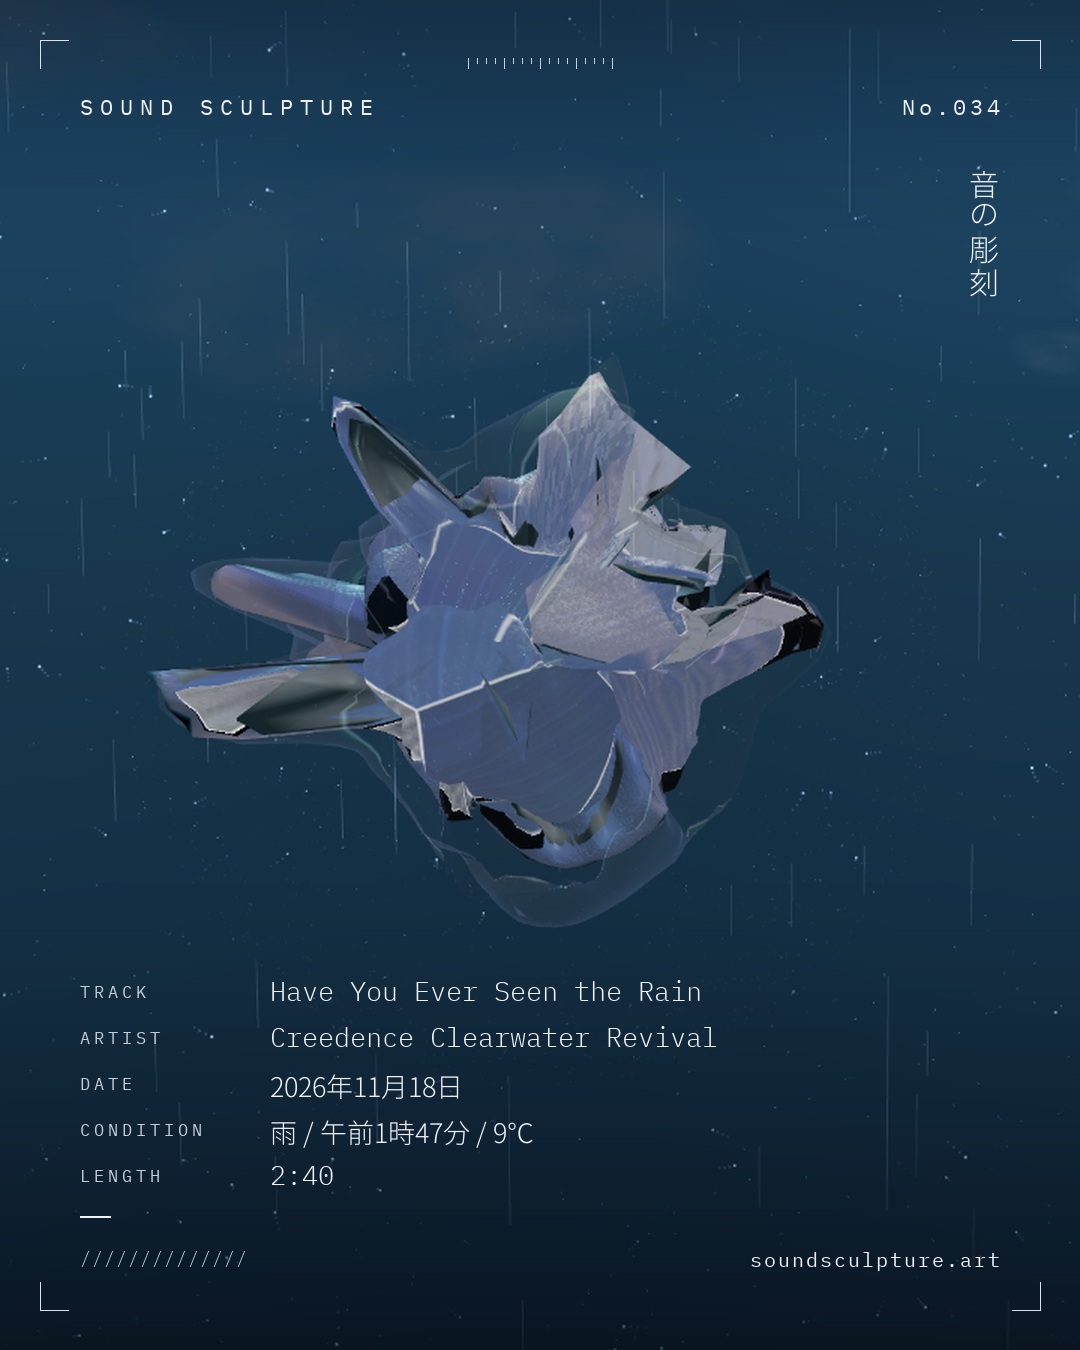 SOUND SCULPTURE
No.034
音の彫刻
TRACK Have You Ever Seen the Rain
ARTIST Creedence Clearwater Revival
DATE 2026年11月18日
CONDITION 雨 / 午前1時47分 / 9°C
LENGTH 2:40
//////////////
soundsculpture.art